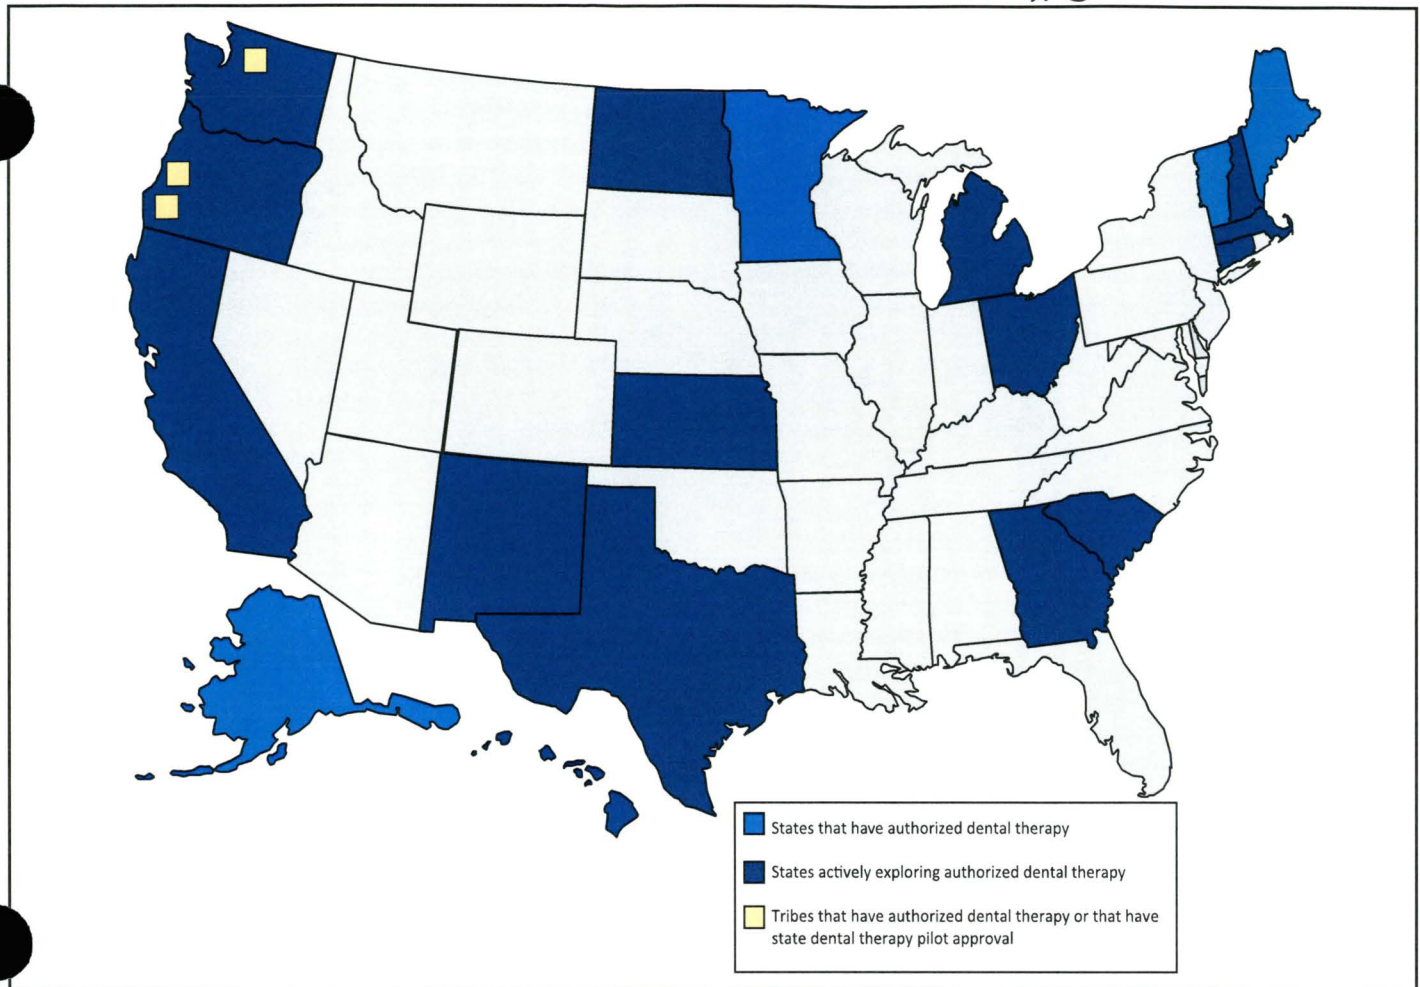 States that have authorized dental therapy
States actively exploring authorized dental therapy
Tribes that have authorized dental therapy or that have
state dental therapy pilot approval